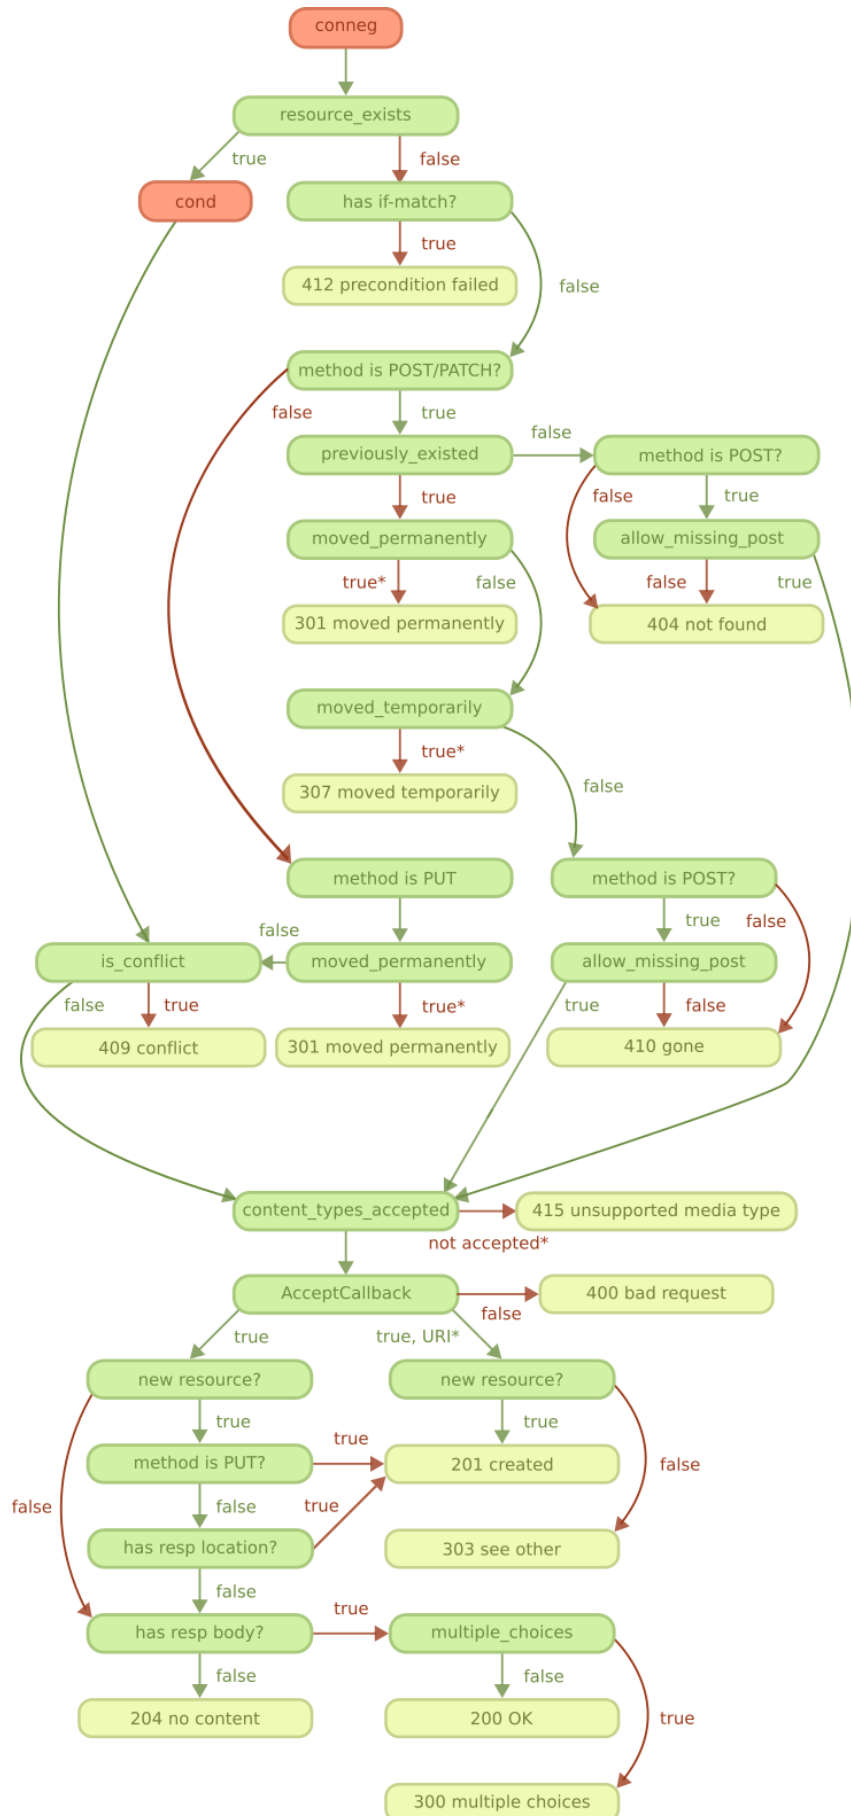 conneg
resource_exists
true
false
cond
has if-match?
true
false
412 precondition failed
method is POST/PATCH?
false
true
previously_existed
false
method is POST?
true
false
true
moved_permanently
allow_missing_post
true*
false
false
true
301 moved permanently
404 not found
moved_temporarily
true*
false
307 moved temporarily
method is PUT
method is POST?
false
true
false
is_conflict
moved_permanently
allow_missing_post
false
true
true*
true
false
409 conflict
301 moved permanently
410 gone
content_types_accepted
415 unsupported media type
not accepted*
AcceptCallback
400 bad request
false
true
true, URI*
new resource?
new resource?
true
true
true
method is PUT?
201 created
false
false
false
true
has resp location?
303 see other
false
true
has resp body?
multiple_choices
false
false
204 no content
200 OK
true
300 multiple choices